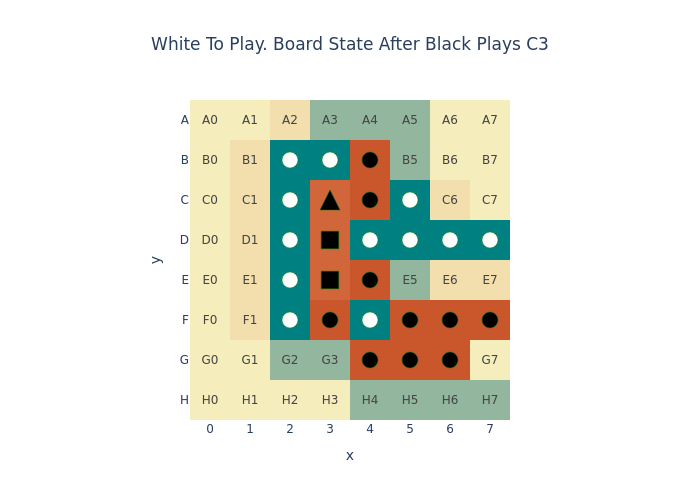 White To Play. Board State After Black Plays C3
A A0 A1 A2 A3 A4 A5 A6 A7
B B0 B1 B5 B6 B7
C C0 C1 C6 C7
D D0 D1
y
E E0 E1 E5 E6 E7
F F0 F1
G G0 G1 G2 G3 G7
H H0 H1 H2 H3 H4 H5 H6 H7
0 1 2 3 4 5 6 7
x